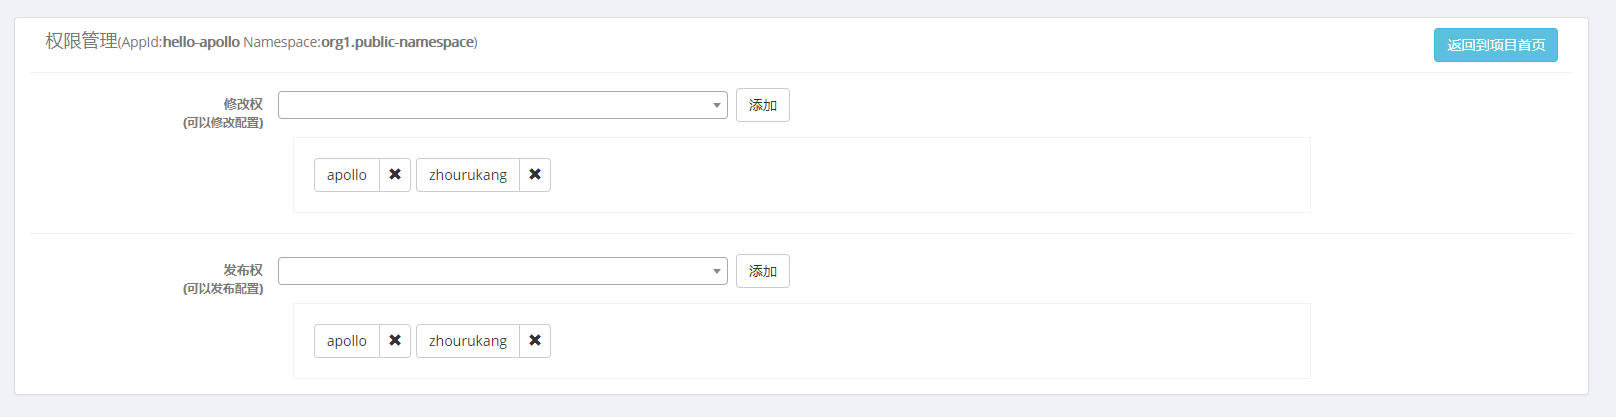 权限管理(AppId:hello-apollo Namespace:org1.public-namespace)
返回到项目首页
修改权
(可以修改配置)
添加
apollo ✖ zhourukang ✖
发布权
(可以发布配置)
添加
apollo ✖ zhourukang ✖